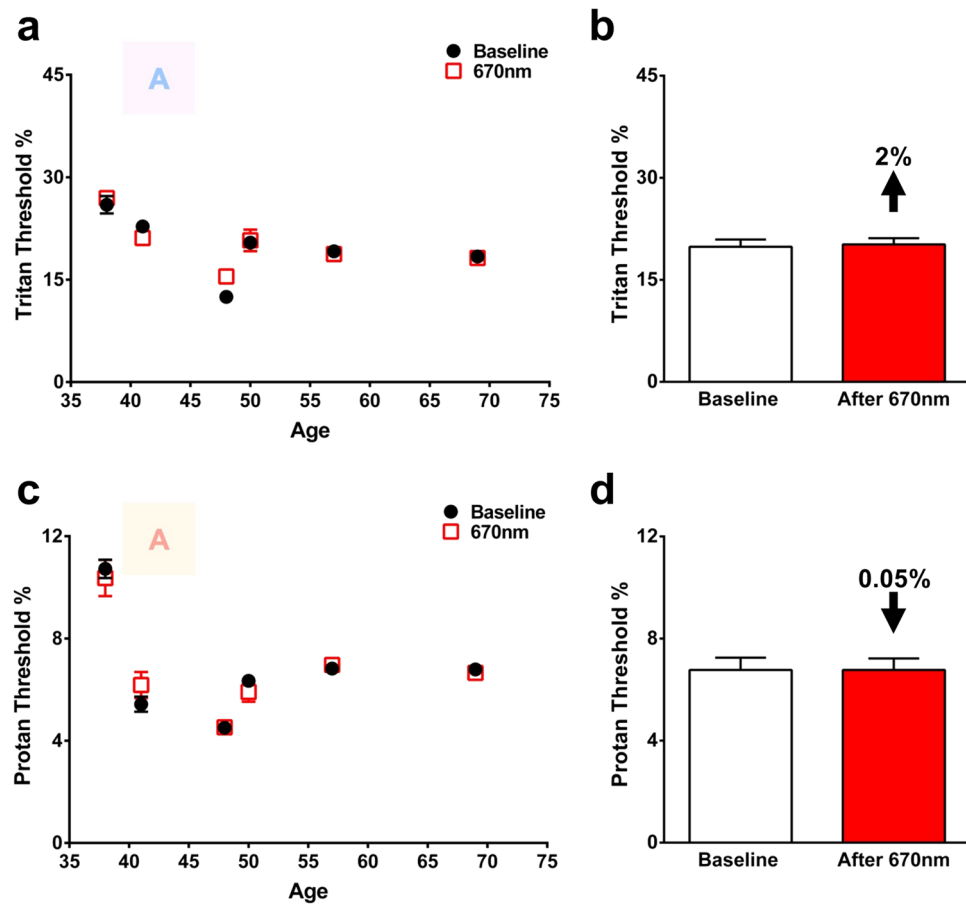 a
A
Baseline
670nm
45
30
15
0
Tritan Threshold %
35 40 45 50 55 60 65 70 75
Age
b
2%
45
30
15
0
Tritan Threshold %
Baseline After 670nm
c
A
Baseline
670nm
12
8
4
0
Protan Threshold %
35 40 45 50 55 60 65 70 75
Age
d
0.05%
12
8
4
0
Protan Threshold %
Baseline After 670nm